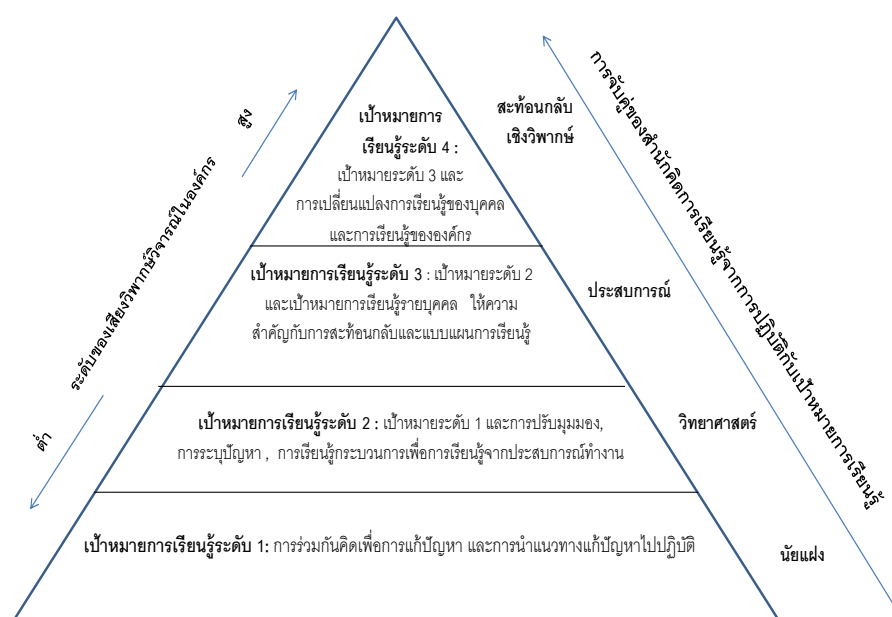 เป้าหมายการ
เรียนรู้ระดับ 4 :
เป้าหมายระดับ 3 และ
การเปลี่ยนแปลงการเรียนรู้ของบุคคล
และการเรียนรู้ขององค์กร
เป้าหมายการเรียนรู้ระดับ 3 : เป้าหมายระดับ 2
และเป้าหมายการเรียนรู้รายบุคคล ให้ความ
สำคัญกับการสะท้อนกลับและแบบแผนการเรียนรู้
เป้าหมายการเรียนรู้ระดับ 2 : เป้าหมายระดับ 1 และการปรับมุมมอง,
การระบุปัญหา , การเรียนรู้กระบวนการเพื่อการเรียนรู้จากประสบการณ์ทำงาน
เป้าหมายการเรียนรู้ระดับ 1: การร่วมกันคิดเพื่อการแก้ปัญหา และการนำแนวทางแก้ปัญหาไปปฏิบัติ
สูง
ระดับของเสียงวิพากษ์วิจารณ์ในองค์กร
ต่ำ
สะท้อนกลับ
เชิงวิพากษ์
ประสบการณ์
วิทยาศาสตร์
นัยแฝง
การจับคู่ของสำนักคิดการเรียนรู้จากการปฏิบัติกับเป้าหมายการเรียนรู้